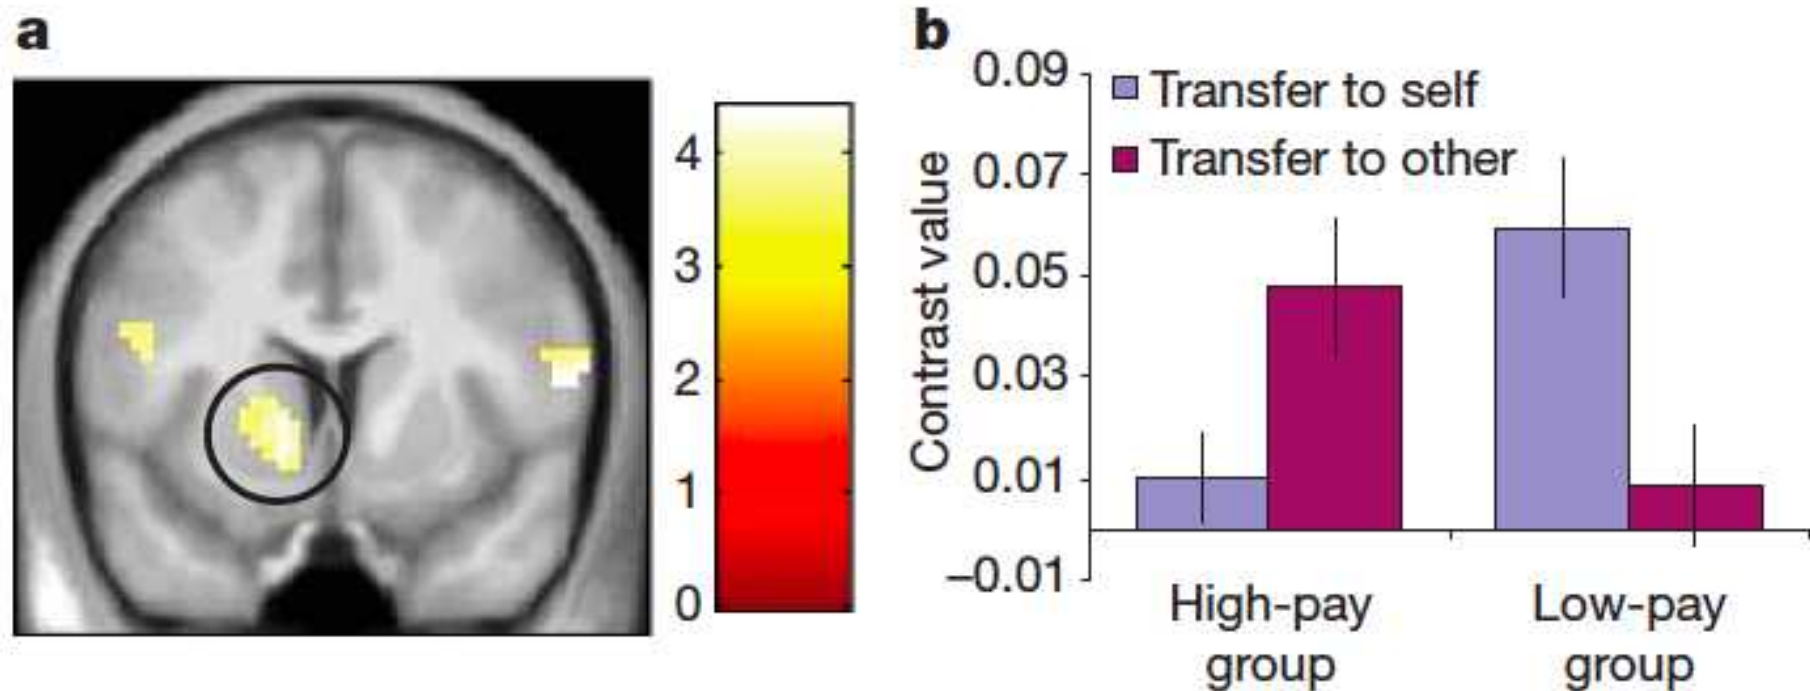 a
4
3
2
1
0
b
Contrast value
0.09
0.07
0.05
0.03
0.01
–0.01
Transfer to self
Transfer to other
High-pay
group
Low-pay
group